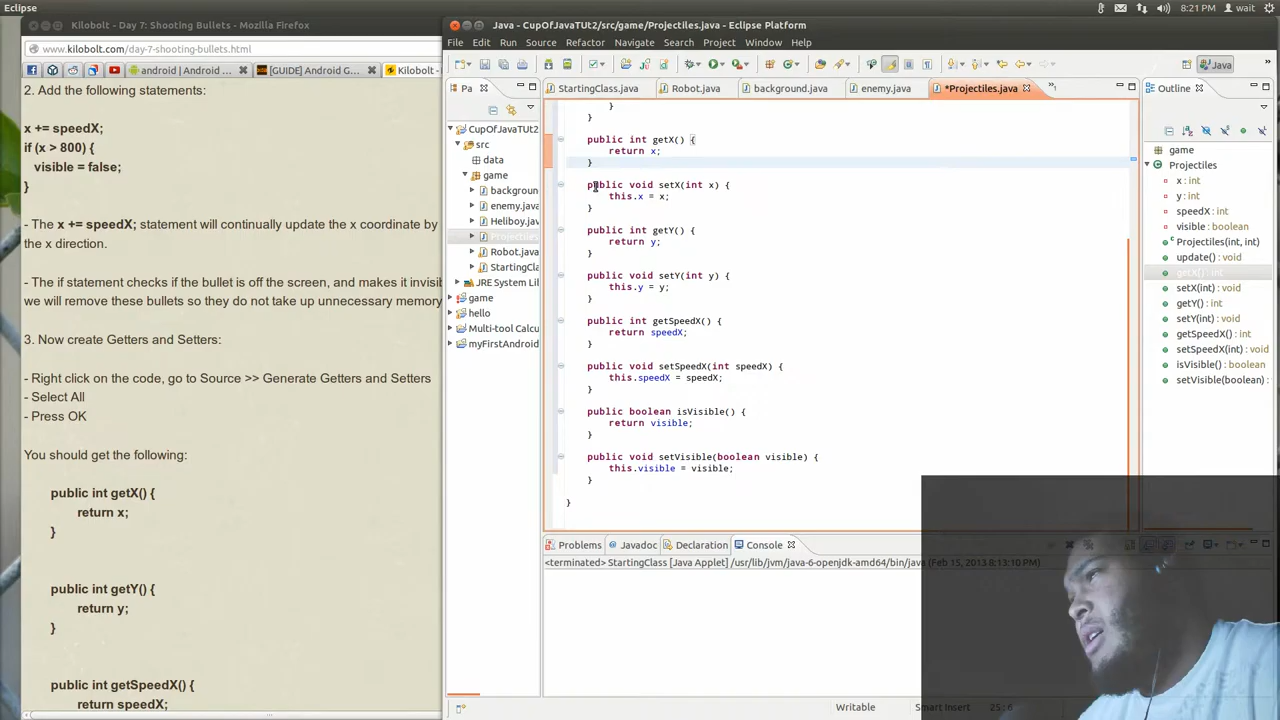 Eclipse
8:21 PM
wait
Kilobolt - Day 7: Shooting Bullets - Mozilla Firefox
www.kilobolt.com/day-7-shooting-bullets.html
android | Android ...
[GUIDE] Android G...
Kilobolt -
2. Add the following statements:
x += speedX;
if (x > 800) {
visible = false;
}
- The x += speedX; statement will continually update the x coordinate by
the x direction.
- The if statement checks if the bullet is off the screen, and makes it invisib
we will remove these bullets so they do not take up unnecessary memory
3. Now create Getters and Setters:
- Right click on the code, go to Source >> Generate Getters and Setters
- Select All
- Press OK
You should get the following:
public int getX() {
return x;
}
public int getY() {
return y;
}
public int getSpeedX() {
return speedX;
Java - CupOfJavaTUt2/src/game/Projectiles.java - Eclipse Platform
File Edit Run Source Refactor Navigate Search Project Window Help
Java
Pa
CupOfJavaTUt2
src
data
game
backgroun
enemy.java
Heliboy.jav
Projectiles
Robot.java
StartingCla
JRE System Lib
game
hello
Multi-tool Calcu
myFirstAndroid
StartingClass.java
Robot.java
background.java
enemy.java
*Projectiles.java
}
}
public int getX() {
return x;
}
public void setX(int x) {
this.x = x;
}
public int getY() {
return y;
}
public void setY(int y) {
this.y = y;
}
public int getSpeedX() {
return speedX;
}
public void setSpeedX(int speedX) {
this.speedX = speedX;
}
public boolean isVisible() {
return visible;
}
public void setVisible(boolean visible) {
this.visible = visible;
}
}
Outline
game
Projectiles
x : int
y : int
speedX : int
visible : boolean
Projectiles(int, int)
update() : void
getX() : int
setX(int) : void
getY() : int
setY(int) : void
getSpeedX() : int
setSpeedX(int) : void
isVisible() : boolean
setVisible(boolean) :
Problems
Javadoc
Declaration
Console
<terminated> StartingClass [Java Applet] /usr/lib/jvm/java-6-openjdk-amd64/bin/java (Feb 15, 2013 8:13:10 PM)
Writable
Smart Insert
25 : 6